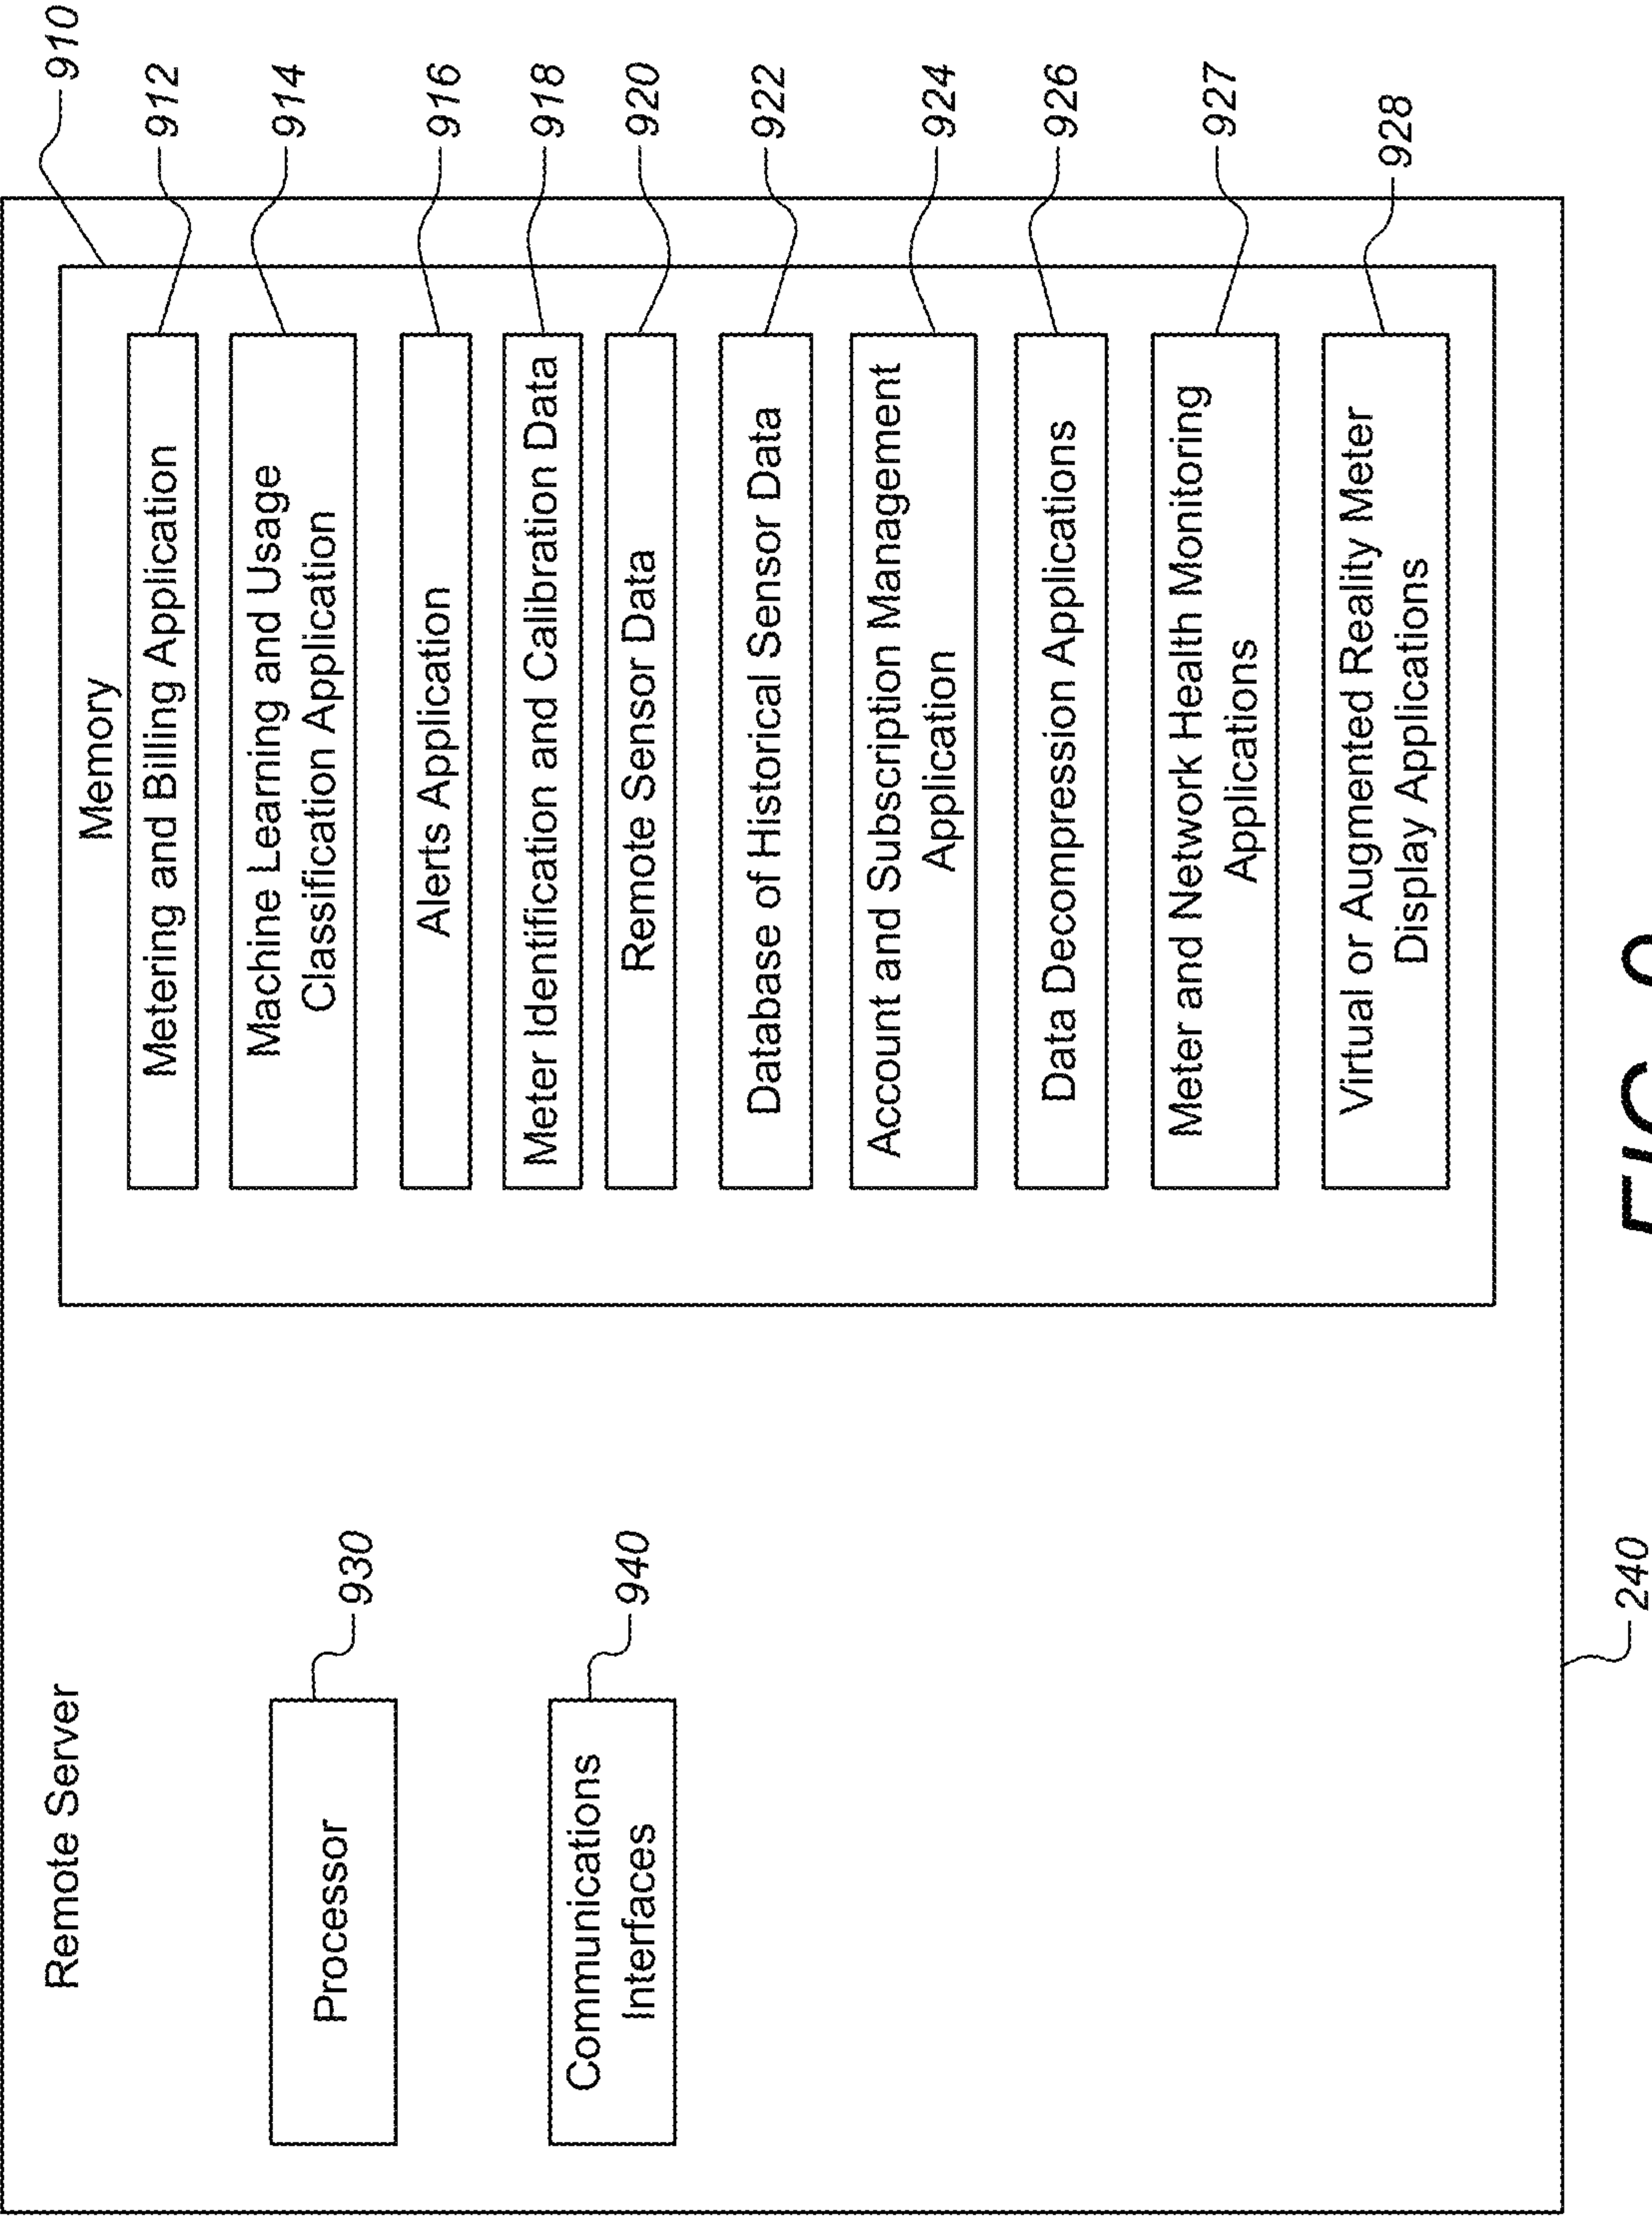 Remote Server
Processor
930
Communications
Interfaces
940
Memory
910
Metering and Billing Application
912
Machine Learning and Usage
Classification Application
914
Alerts Application
916
Meter Identification and Calibration Data
918
Remote Sensor Data
920
Database of Historical Sensor Data
922
Account and Subscription Management
Application
924
Data Decompression Applications
926
Meter and Network Health Monitoring
Applications
927
Virtual or Augmented Reality Meter
Display Applications
928
240